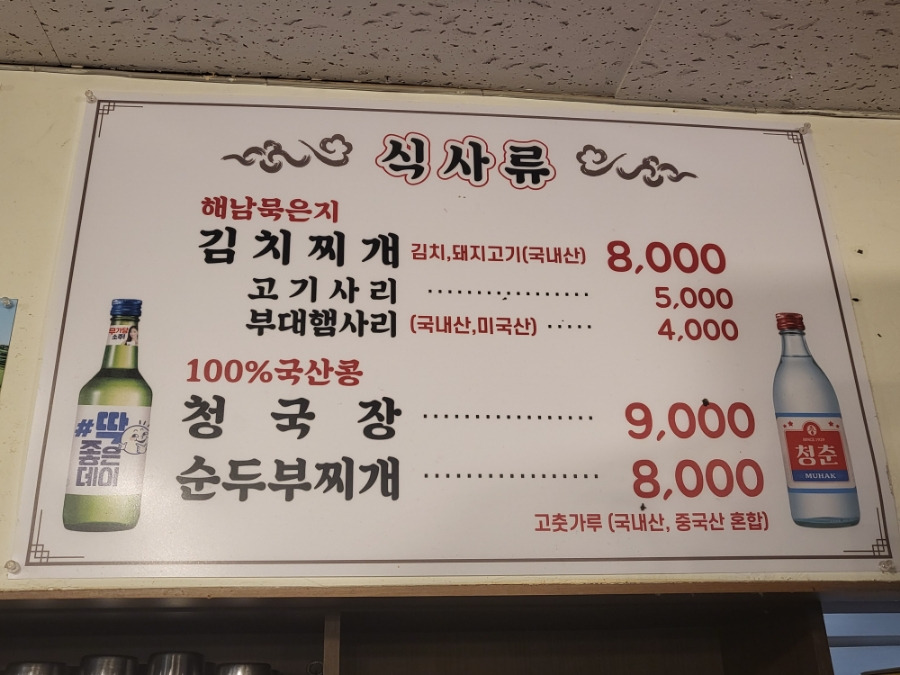 식사류
해남묵은지
김치찌개 김치,돼지고기(국내산) 8,000
고기사리 ················ 5,000
부대햄사리 (국내산,미국산) ····· 4,000
100%국산콩
청국장 ················ 9,000
순두부찌개 ················ 8,000
고춧가루 (국내산, 중국산 혼합)
#딱
좋은
데이
청춘
MUHAK